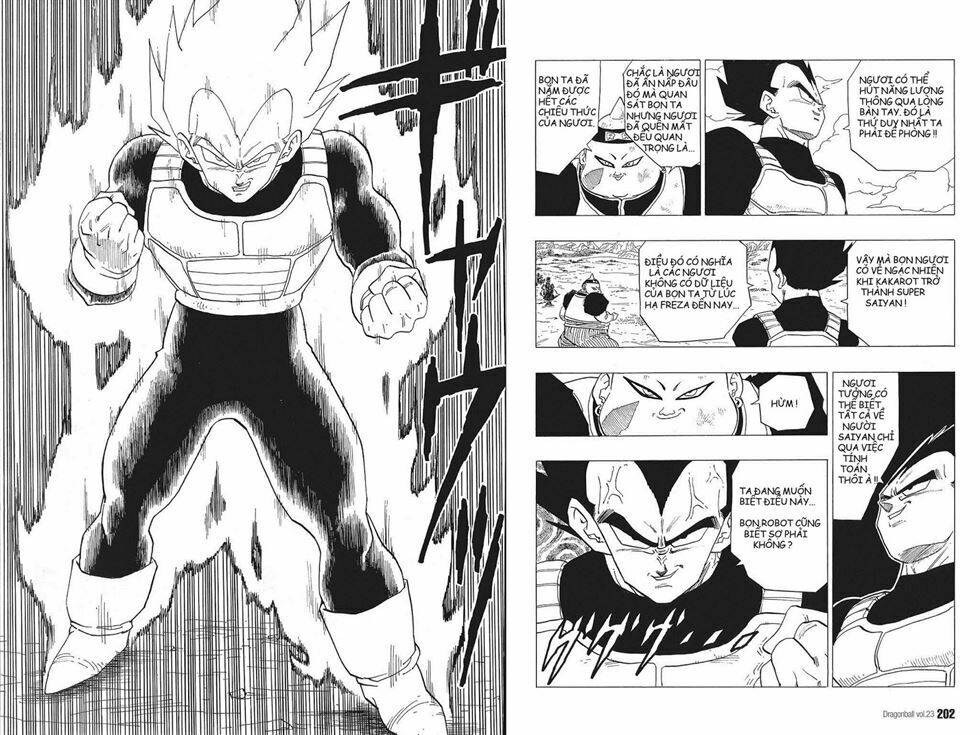 NGƯƠI CÓ THỂ
HÚT NĂNG LƯỢNG
THÔNG QUA LÒNG
BÀN TAY. ĐÓ LÀ
THỨ DUY NHẤT TA
PHẢI ĐỀ PHÒNG !!
CHẮC LÀ NGƯƠI
ĐÃ ẨN NẤP ĐÂU
ĐÓ MÀ QUAN
SÁT BỌN TA
NHƯNG NGƯƠI
ĐÃ QUÊN MẤT
ĐỀU QUAN
TRỌNG LÀ...
BỌN TA ĐÃ
NẮM ĐƯỢC
HẾT CÁC
CHIÊU THỨC
CỦA NGƯƠI.
VẬY MÀ BỌN NGƯƠI
CÓ VẺ NGẠC NHIÊN
KHI KAKAROT TRỞ
THÀNH SUPER
SAIYAN !
ĐIỀU ĐÓ CÓ NGHĨA
LÀ CÁC NGƯƠI
KHÔNG CÓ DỮ LIỆU
CỦA BỌN TA TỪ LÚC
HẠ FREZA ĐẾN NAY...
NGƯƠI
TƯỞNG CÓ
THỂ BIẾT
TẤT CẢ VỀ
NGƯỜI
SAIYAN CHỈ
QUA VIỆC
TÍNH
TOÁN
THÔI À !!
HỪM !
TA ĐANG MUỐN
BIẾT ĐIỀU NÀY...
BỌN ROBOT CŨNG
BIẾT SỢ PHẢI
KHÔNG ?
Dragonball vol.23 202